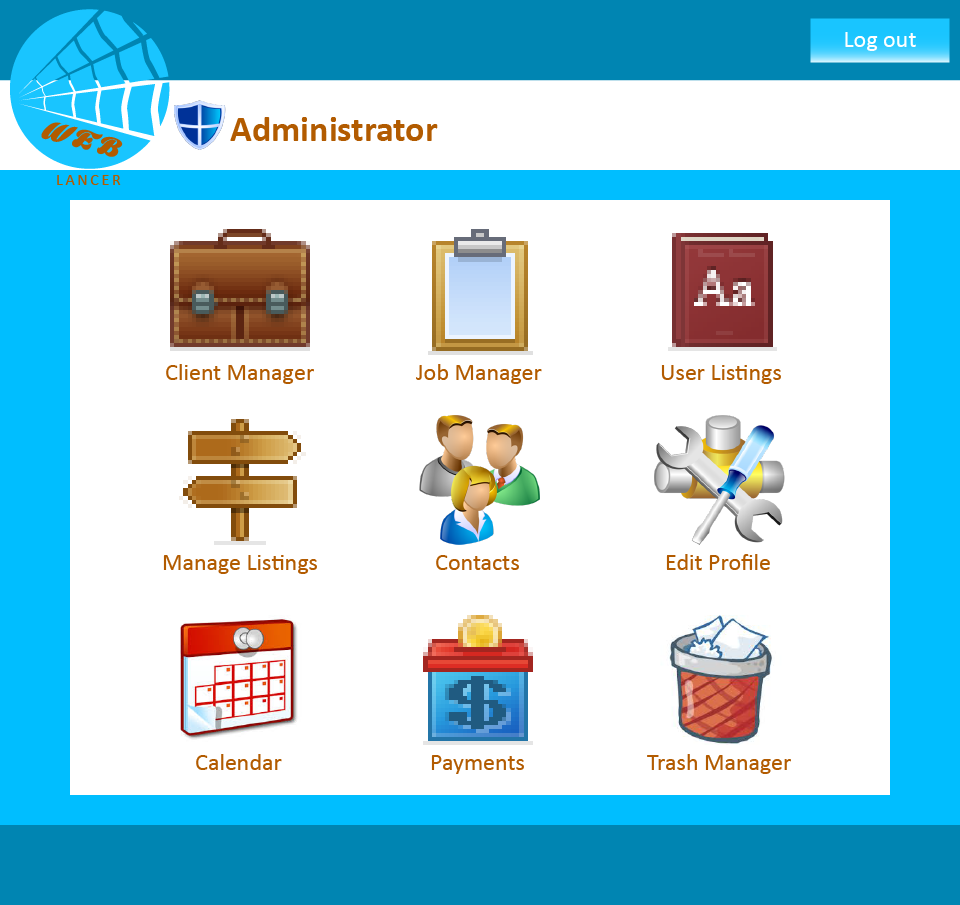 Log out
WEB
LANCER
Administrator
Client Manager
Job Manager
Aa
User Listings
Manage Listings
Contacts
Edit Profile
Calendar
$
Payments
Trash Manager